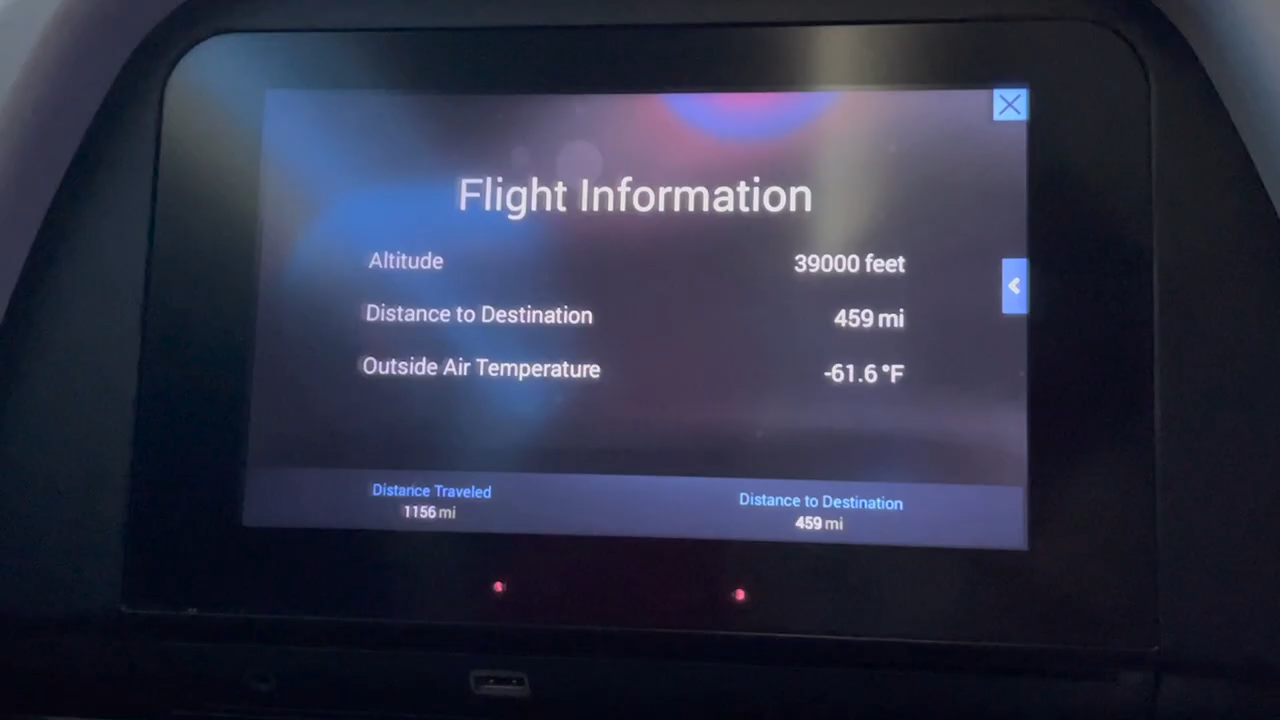 Flight Information
Altitude 39000 feet
Distance to Destination 459 mi
Outside Air Temperature -61.6 °F
Distance Traveled Distance to Destination
1156 mi 459 mi